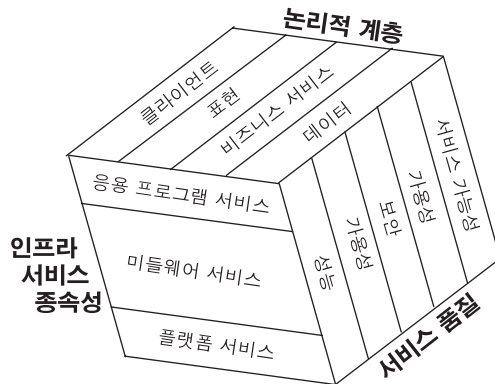 논리적 계층
클라이언트
표현
비즈니스 서비스
데이터
응용 프로그램 서비스
미들웨어 서비스
플랫폼 서비스
인프라
서비스
종속성
성능
가용성
보안
가용성
서비스 가능성
서비스 품질